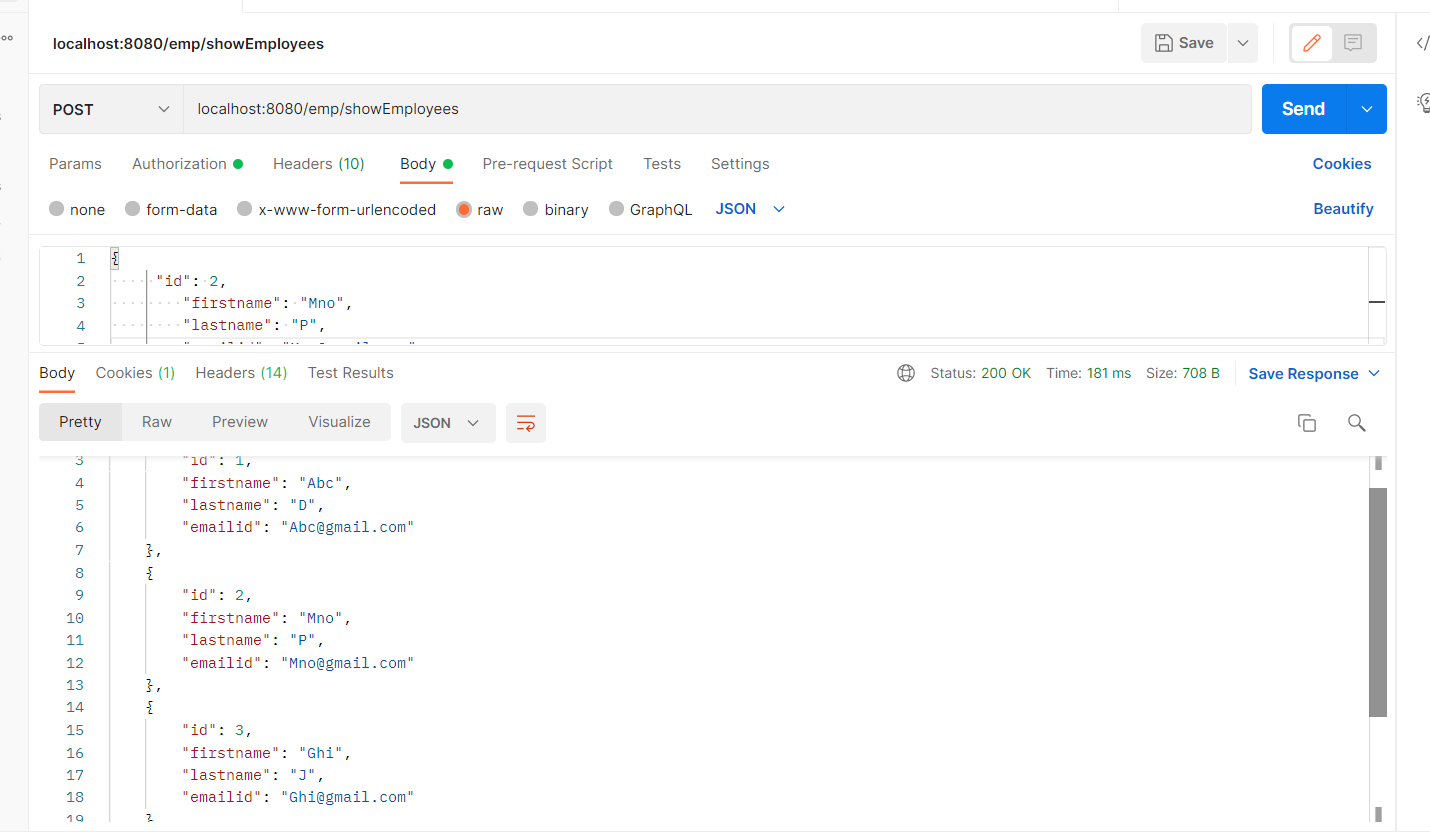 localhost:8080/emp/showEmployees
Save
POST localhost:8080/emp/showEmployees Send
Params Authorization Headers (10) Body Pre-request Script Tests Settings Cookies
none form-data x-www-form-urlencoded raw binary GraphQL JSON Beautify
1 {
2 "id": 2,
3 "firstname": "Mno",
4 "lastname": "P",
Body Cookies (1) Headers (14) Test Results Status: 200 OK Time: 181 ms Size: 708 B Save Response
Pretty Raw Preview Visualize JSON
3 "id": 1,
4 "firstname": "Abc",
5 "lastname": "D",
6 "emailid": "Abc@gmail.com"
7 },
8 {
9 "id": 2,
10 "firstname": "Mno",
11 "lastname": "P",
12 "emailid": "Mno@gmail.com"
13 },
14 {
15 "id": 3,
16 "firstname": "Ghi",
17 "lastname": "J",
18 "emailid": "Ghi@gmail.com"
19 }